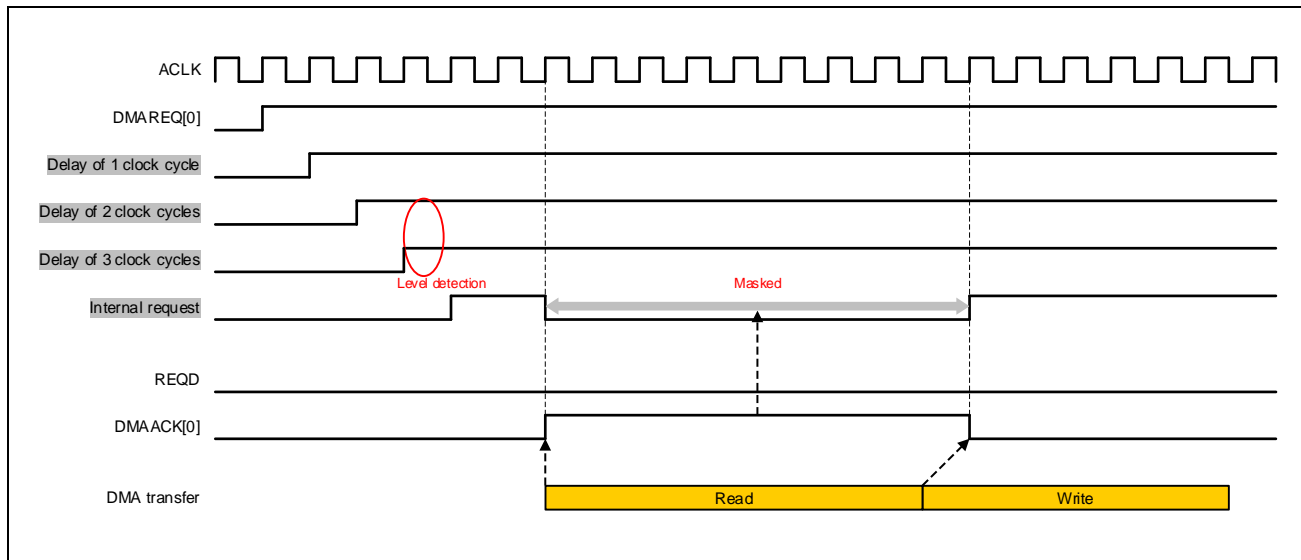 ACLK
DMAREQ[0]
Delay of 1 clock cycle
Delay of 2 clock cycles
Delay of 3 clock cycles
Level detection
Masked
Internal request
REQD
DMAACK[0]
DMA transfer
Read
Write